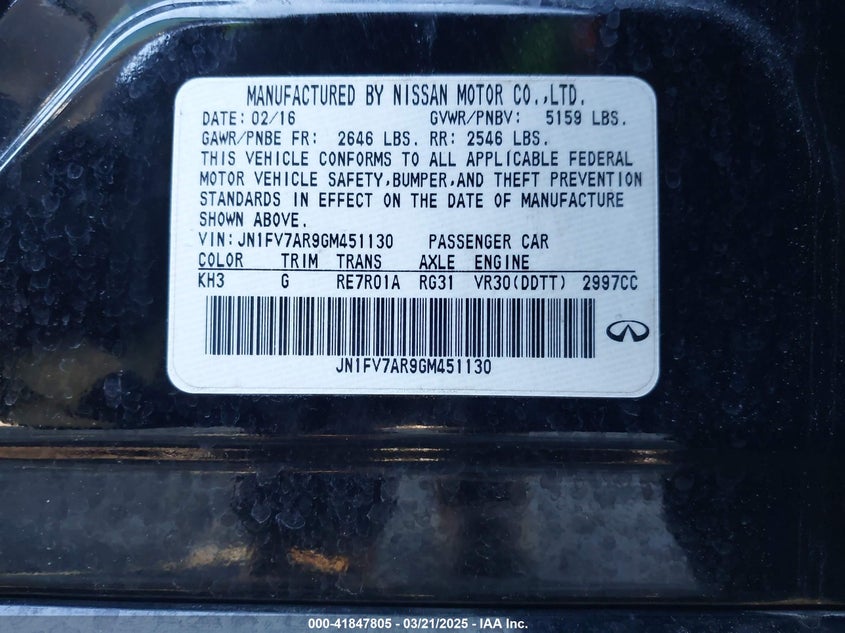 MANUFACTURED BY NISSAN MOTOR CO.,LTD.
DATE: 02/16 GVWR/PNBV: 5159 LBS.
GAWR/PNBE FR: 2646 LBS. RR: 2546 LBS.
THIS VEHICLE CONFORMS TO ALL APPLICABLE FEDERAL
MOTOR VEHICLE SAFETY,BUMPER,AND THEFT PREVENTION
STANDARDS IN EFFECT ON THE DATE OF MANUFACTURE
SHOWN ABOVE.
VIN:JN1FV7AR9GM451130 PASSENGER CAR
COLOR TRIM TRANS AXLE ENGINE
KH3 G RE7R01A RG31 VR30(DDTT) 2997CC
JN1FV7AR9GM451130
000-41847805 - 03/21/2025 - IAA Inc.